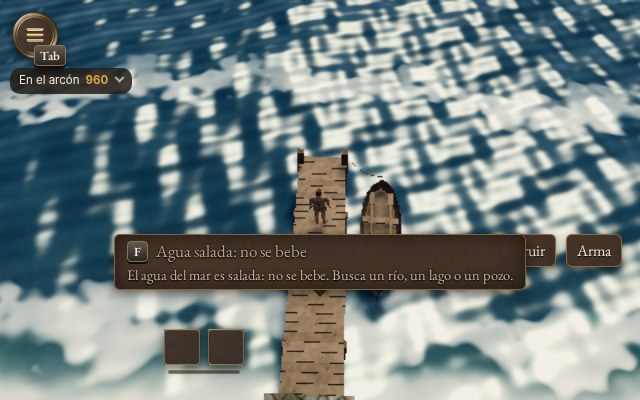 Tab
En el arcón 960
F Agua salada: no se bebe
El agua del mar es salada: no se bebe. Busca un río, un lago o un pozo.
ruir
Arma